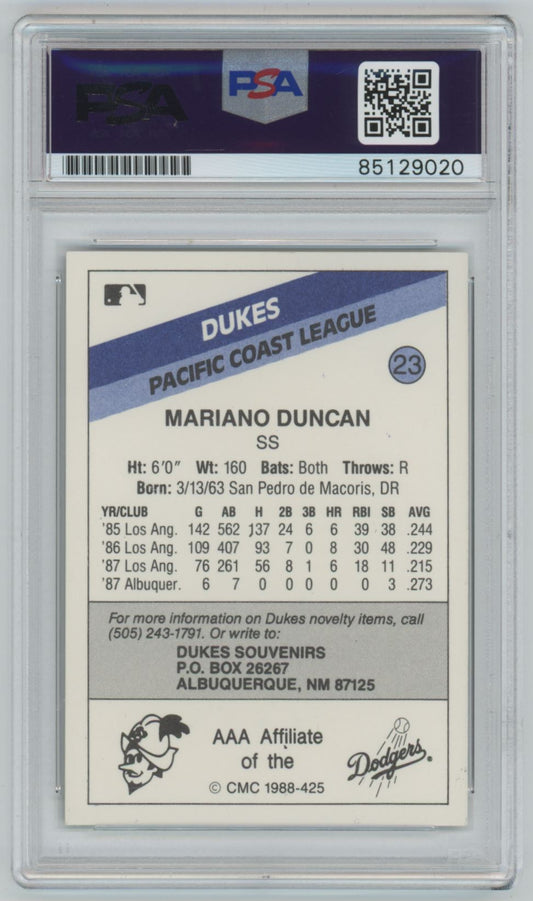 PSA
PSA
85129020
DUKES
PACIFIC COAST LEAGUE
23
MARIANO DUNCAN
SS
Ht: 6'0" Wt: 160 Bats: Both Throws: R
Born: 3/13/63 San Pedro de Macoris, DR
YR/CLUB G AB H 2B 3B HR RBI SB AVG
'85 Los Ang. 142 562 137 24 6 6 39 38 .244
'86 Los Ang. 109 407 93 7 0 8 30 48 .229
'87 Los Ang. 76 261 56 8 1 6 18 11 .215
'87 Albuquer. 6 7 0 0 0 0 0 3 .273
For more information on Dukes novelty items, call
(505) 243-1791. Or write to:
DUKES SOUVENIRS
P.O. BOX 26267
ALBUQUERQUE, NM 87125
AAA Affiliate
of the
Dodgers
© CMC 1988-425